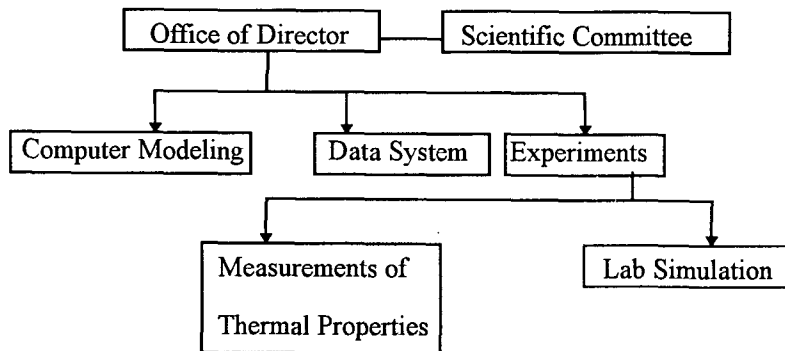 Office of Director
Scientific Committee
Computer Modeling
Data System
Experiments
Measurements of
Thermal Properties
Lab Simulation